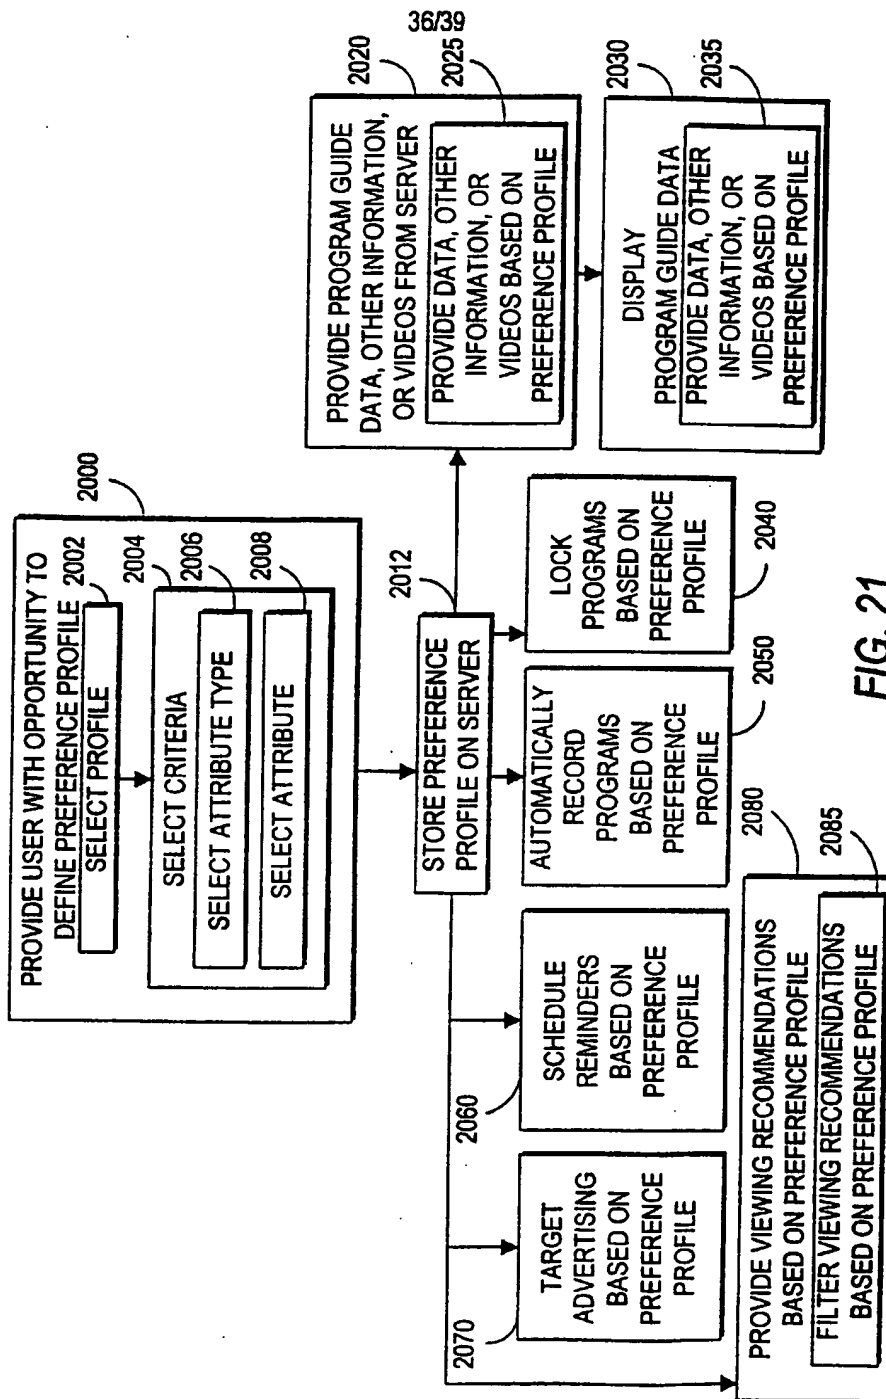 36/39
PROVIDE USER WITH OPPORTUNITY TO
DEFINE PREFERENCE PROFILE
2000
SELECT PROFILE
2002
SELECT CRITERIA
2004
SELECT ATTRIBUTE TYPE
2006
SELECT ATTRIBUTE
2008
STORE PREFERENCE
PROFILE ON SERVER
2012
PROVIDE PROGRAM GUIDE
DATA, OTHER INFORMATION,
OR VIDEOS FROM SERVER
2020
PROVIDE DATA, OTHER
INFORMATION, OR
VIDEOS BASED ON
PREFERENCE PROFILE
2025
DISPLAY
PROGRAM GUIDE DATA
2030
PROVIDE DATA, OTHER
INFORMATION, OR
VIDEOS BASED ON
PREFERENCE PROFILE
2035
LOCK
PROGRAMS
BASED ON
PREFERENCE
PROFILE
2040
AUTOMATICALLY
RECORD
PROGRAMS
BASED ON
PREFERENCE
PROFILE
2050
SCHEDULE
REMINDERS
BASED ON
PREFERENCE
PROFILE
2060
TARGET
ADVERTISING
BASED ON
PREFERENCE
PROFILE
2070
PROVIDE VIEWING RECOMMENDATIONS
BASED ON PREFERENCE PROFILE
2080
FILTER VIEWING RECOMMENDATIONS
BASED ON PREFERENCE PROFILE
2085
FIG. 21